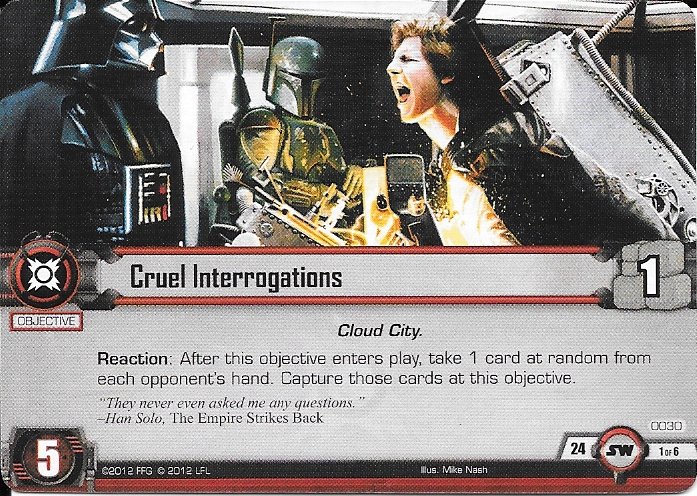 Cruel Interrogations
1
OBJECTIVE
Cloud City.
Reaction: After this objective enters play, take 1 card at random from
each opponent's hand. Capture those cards at this objective.
"They never even asked me any questions."
–Han Solo, The Empire Strikes Back
0030
5
©2012 FFG © 2012 LFL
Illus. Mike Nash
24
SW
1 OF 6